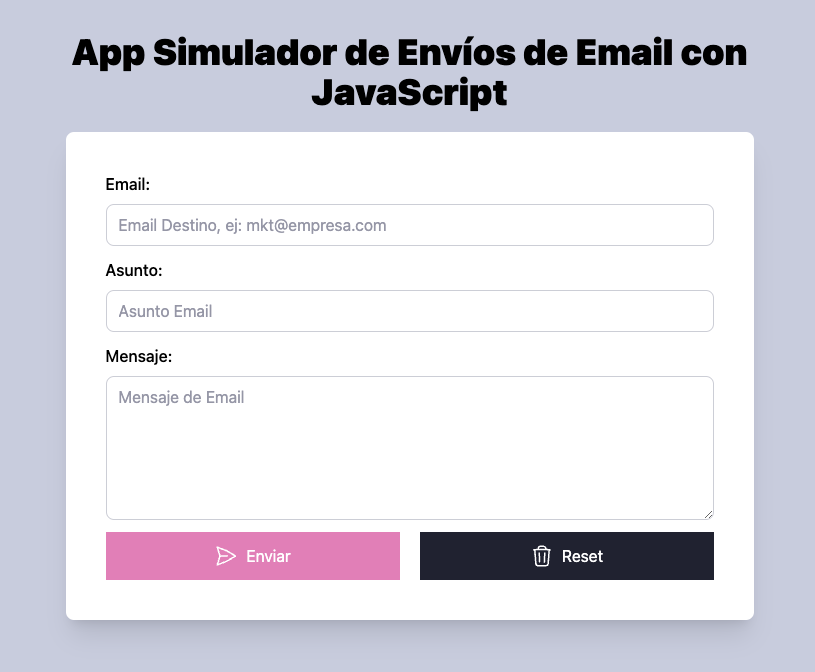 App Simulador de Envíos de Email con
JavaScript
Email:
Email Destino, ej: mkt@empresa.com
Asunto:
Asunto Email
Mensaje:
Mensaje de Email
Enviar
Reset